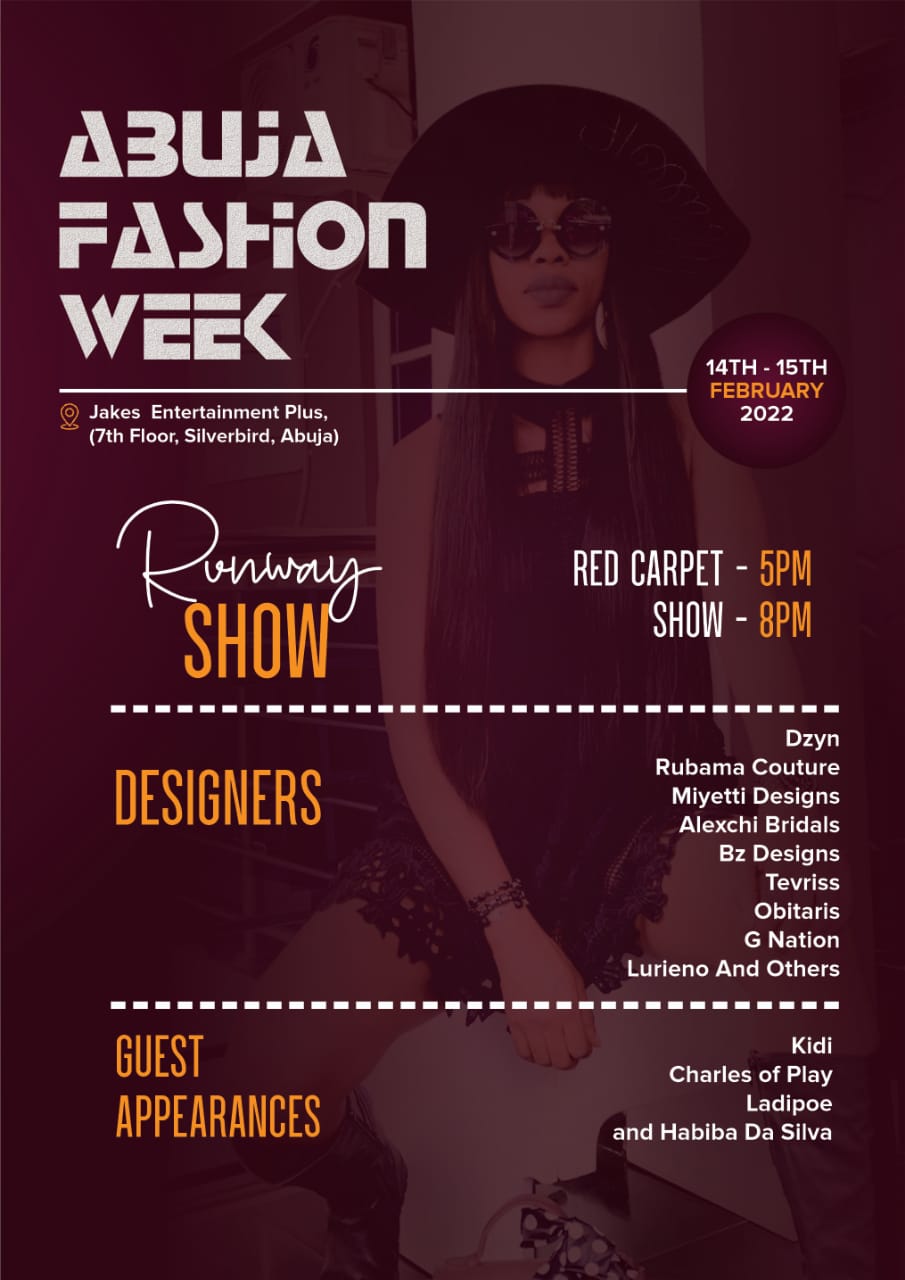 ABUJA
FASHION
WEEK
14TH - 15TH
FEBRUARY
2022
Jakes Entertainment Plus,
(7th Floor, Silverbird, Abuja)
Runway
SHOW
RED CARPET - 5PM
SHOW - 8PM
DESIGNERS
Dzyn
Rubama Couture
Miyetti Designs
Alexchi Bridals
Bz Designs
Tevriss
Obitaris
G Nation
Lurieno And Others
GUEST
APPEARANCES
Kidi
Charles of Play
Ladipoe
and Habiba Da Silva